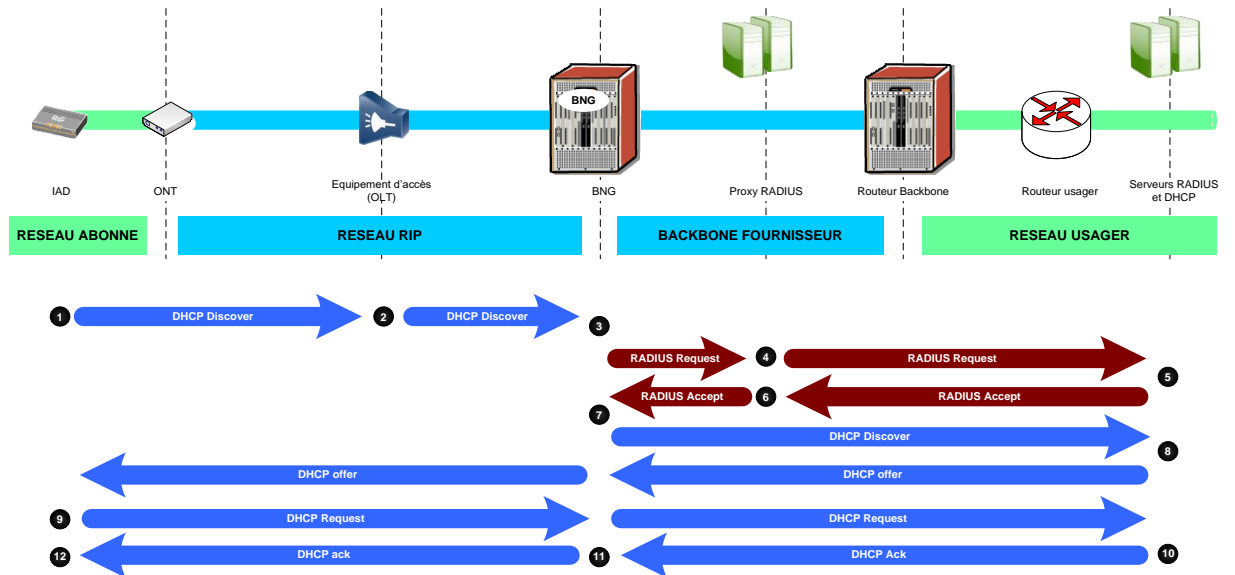 BNG
RG
IAD
ONT
Equipement d'accès
(OLT)
BNG
Proxy RADIUS
Routeur Backbone
Routeur usager
Serveurs RADIUS
et DHCP
RESEAU ABONNE
RESEAU RIP
BACKBONE FOURNISSEUR
RESEAU USAGER
1
DHCP Discover
2
DHCP Discover
3
RADIUS Request
4
RADIUS Request
5
RADIUS Accept
6
RADIUS Accept
7
DHCP Discover
8
DHCP offer
DHCP offer
9
DHCP Request
DHCP Request
12
DHCP ack
11
DHCP Ack
10